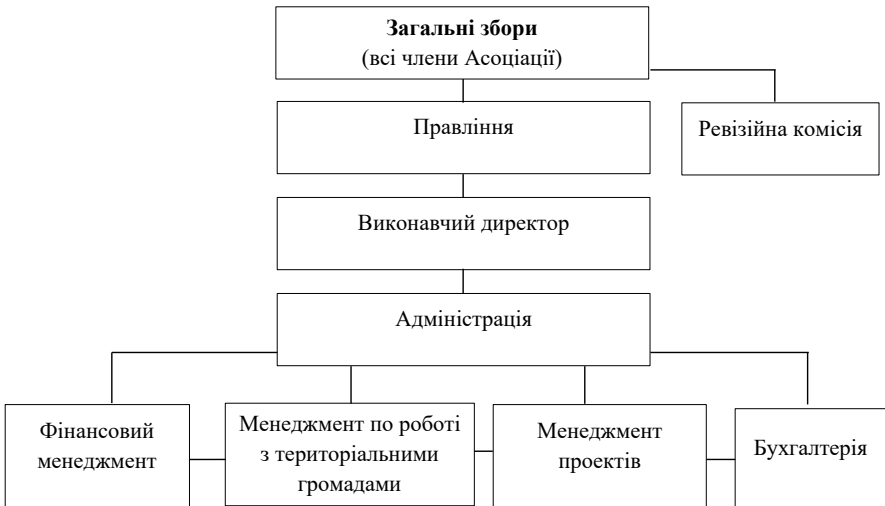 Загальні збори
(всі члени Асоціації)
Правління
Ревізійна комісія
Виконавчий директор
Адміністрація
Фінансовий
менеджмент
Менеджмент по роботі
з територіальними
громадами
Менеджмент
проектів
Бухгалтерія